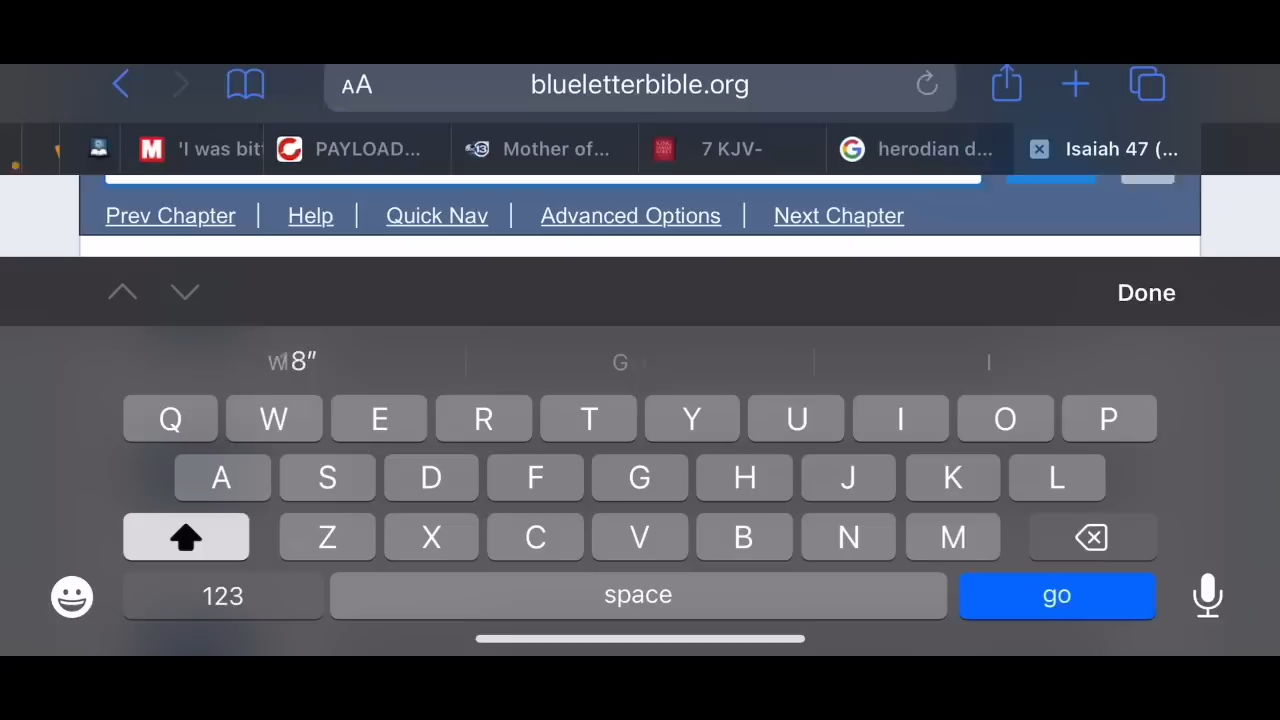 AA blueletterbible.org
M 'I was bit PAYLOAD... Mother of... 7 KJV- G herodian d... Isaiah 47 (...
Prev Chapter | Help | Quick Nav | Advanced Options | Next Chapter
Done
8” G I
Q W E R T Y U I O P
A S D F G H J K L
Z X C V B N M
123 space go